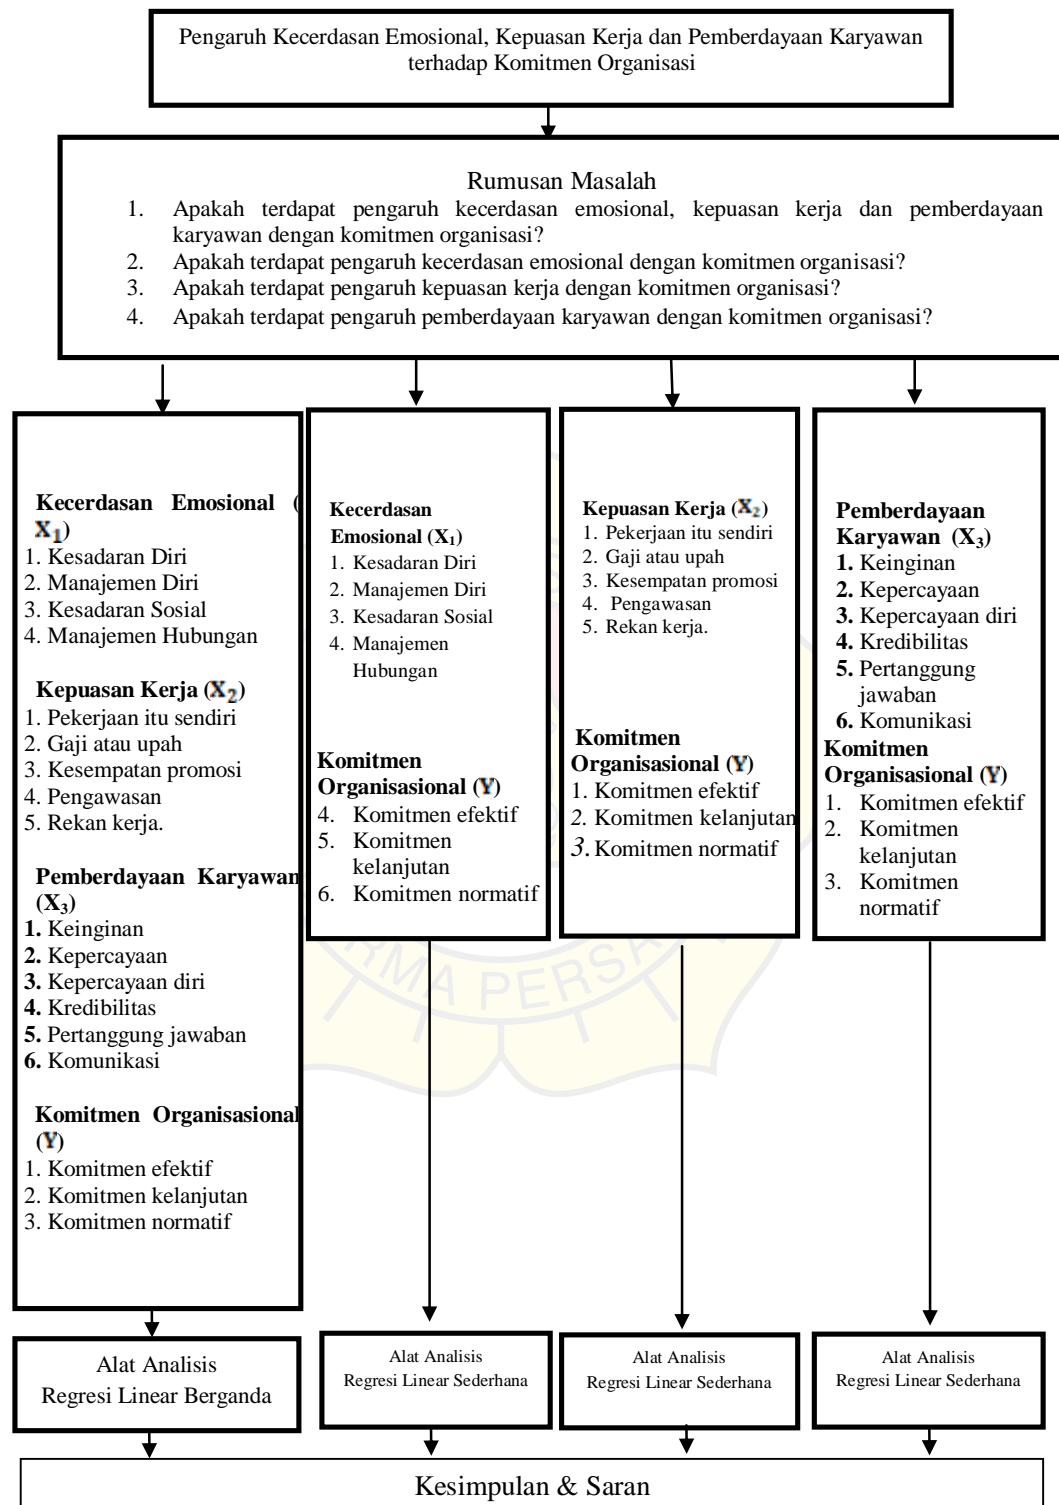 Pengaruh Kecerdasan Emosional, Kepuasan Kerja dan Pemberdayaan Karyawan
terhadap Komitmen Organisasi
Rumusan Masalah
1. Apakah terdapat pengaruh kecerdasan emosional, kepuasan kerja dan pemberdayaan
karyawan dengan komitmen organisasi?
2. Apakah terdapat pengaruh kecerdasan emosional dengan komitmen organisasi?
3. Apakah terdapat pengaruh kepuasan kerja dengan komitmen organisasi?
4. Apakah terdapat pengaruh pemberdayaan karyawan dengan komitmen organisasi?
Kecerdasan Emosional (
X₁)
1. Kesadaran Diri
2. Manajemen Diri
3. Kesadaran Sosial
4. Manajemen Hubungan
Kepuasan Kerja (X₂)
1. Pekerjaan itu sendiri
2. Gaji atau upah
3. Kesempatan promosi
4. Pengawasan
5. Rekan kerja.
Pemberdayaan Karyawan
(X₃)
1. Keinginan
2. Kepercayaan
3. Kepercayaan diri
4. Kredibilitas
5. Pertanggung jawaban
6. Komunikasi
Komitmen Organisasional
(Y)
1. Komitmen efektif
2. Komitmen kelanjutan
3. Komitmen normatif
Kecerdasan
Emosional (X₁)
1. Kesadaran Diri
2. Manajemen Diri
3. Kesadaran Sosial
4. Manajemen
Hubungan
Komitmen
Organisasional (Y)
4. Komitmen efektif
5. Komitmen
kelanjutan
6. Komitmen normatif
Kepuasan Kerja (X₂)
1. Pekerjaan itu sendiri
2. Gaji atau upah
3. Kesempatan promosi
4. Pengawasan
5. Rekan kerja.
Komitmen
Organisasional (Y)
1. Komitmen efektif
2. Komitmen kelanjutan
3. Komitmen normatif
Pemberdayaan
Karyawan (X₃)
1. Keinginan
2. Kepercayaan
3. Kepercayaan diri
4. Kredibilitas
5. Pertanggung
jawaban
6. Komunikasi
Komitmen
Organisasional (Y)
1. Komitmen efektif
2. Komitmen
kelanjutan
3. Komitmen
normatif
Alat Analisis
Regresi Linear Berganda
Alat Analisis
Regresi Linear Sederhana
Alat Analisis
Regresi Linear Sederhana
Alat Analisis
Regresi Linear Sederhana
Kesimpulan & Saran